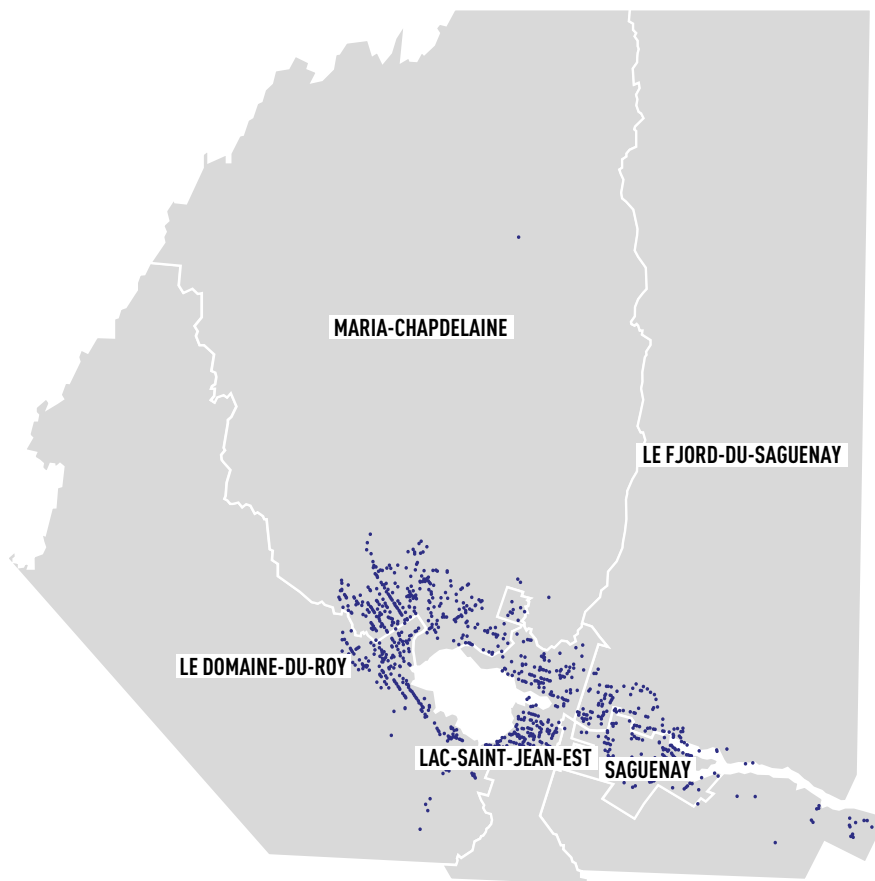 MARIA-CHAPDELAINE
LE FJORD-DU-SAGUENAY
LE DOMAINE-DU-ROY
LAC-SAINT-JEAN-EST
SAGUENAY